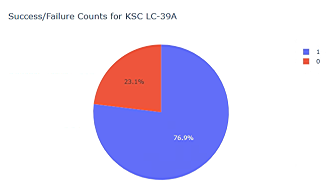 Success/Failure Counts for KSC LC-39A
1
0
23.1%
76.9%